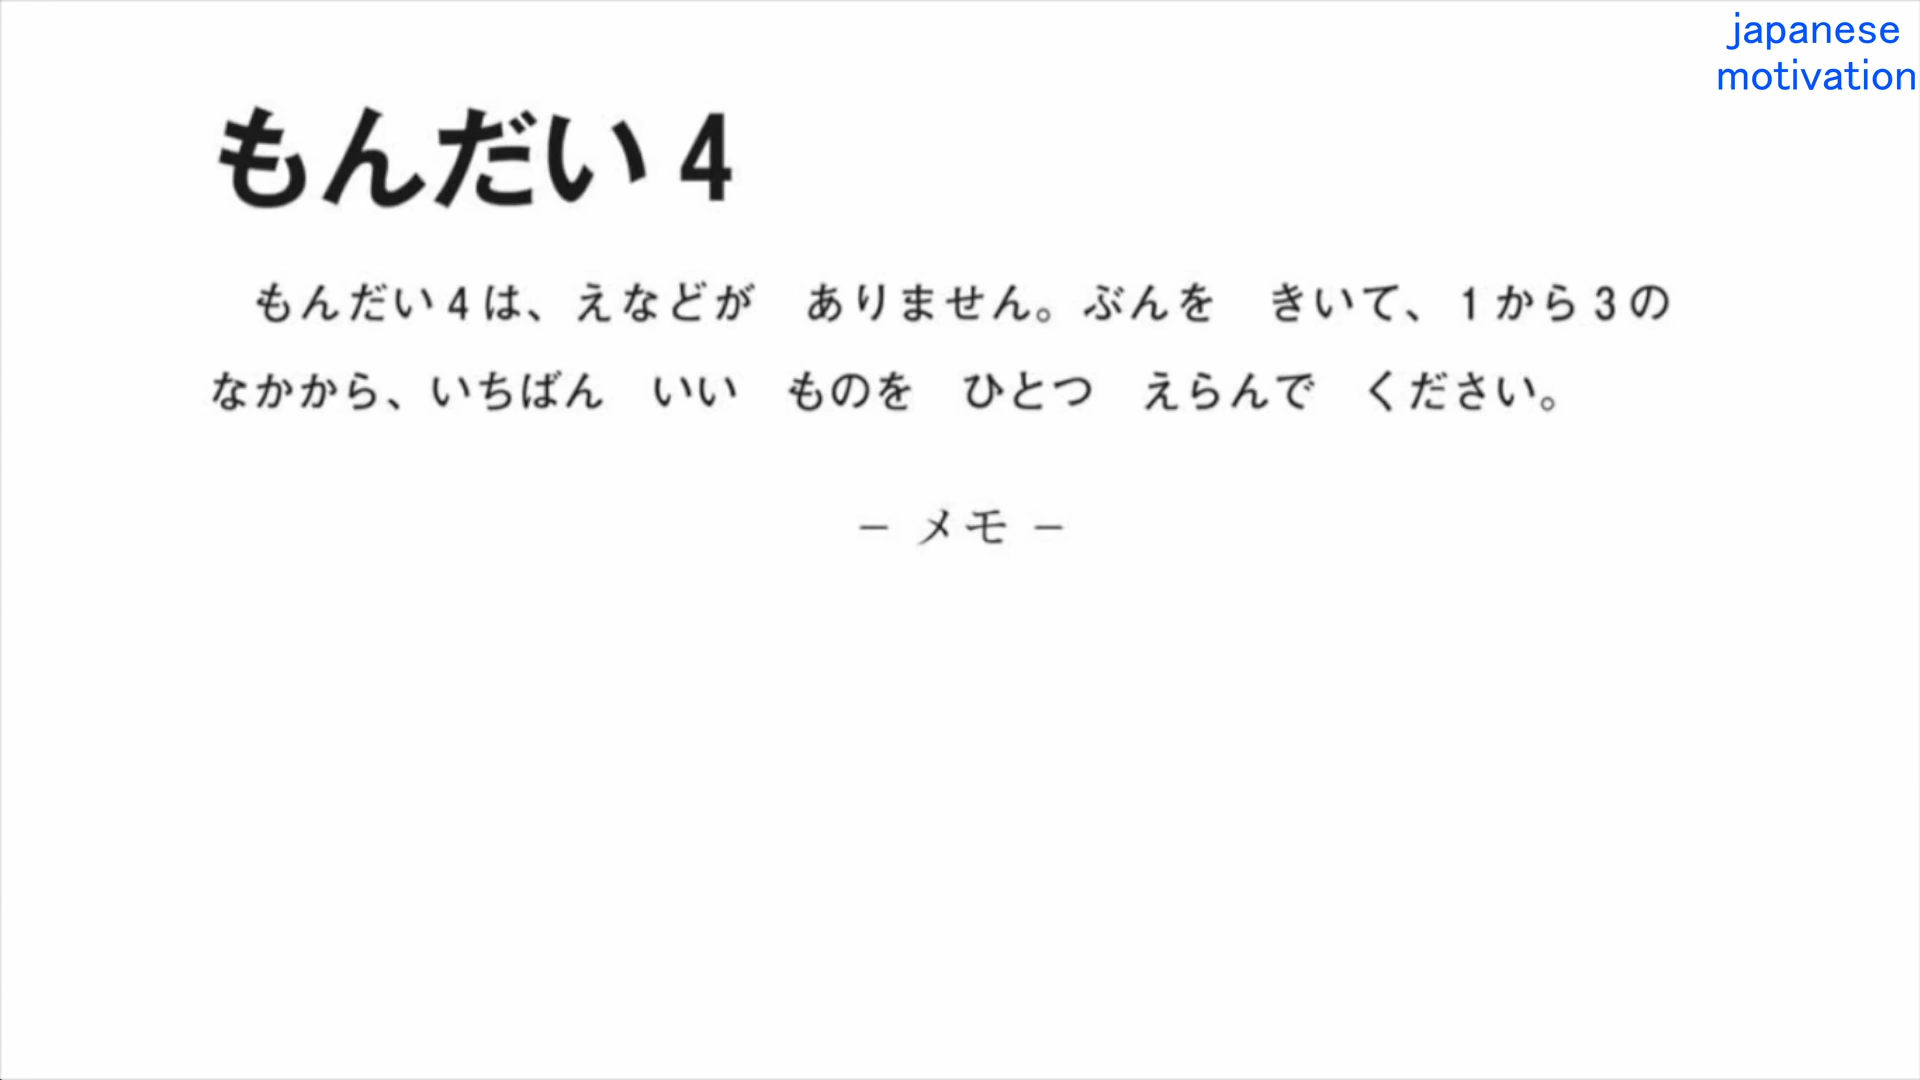 japanese
motivation
もんだい4
もんだい4は、えなどが　ありません。ぶんを　きいて、1から3の
なかから、いちばん　いい　ものを　ひとつ　えらんで　ください。
－ メモ －